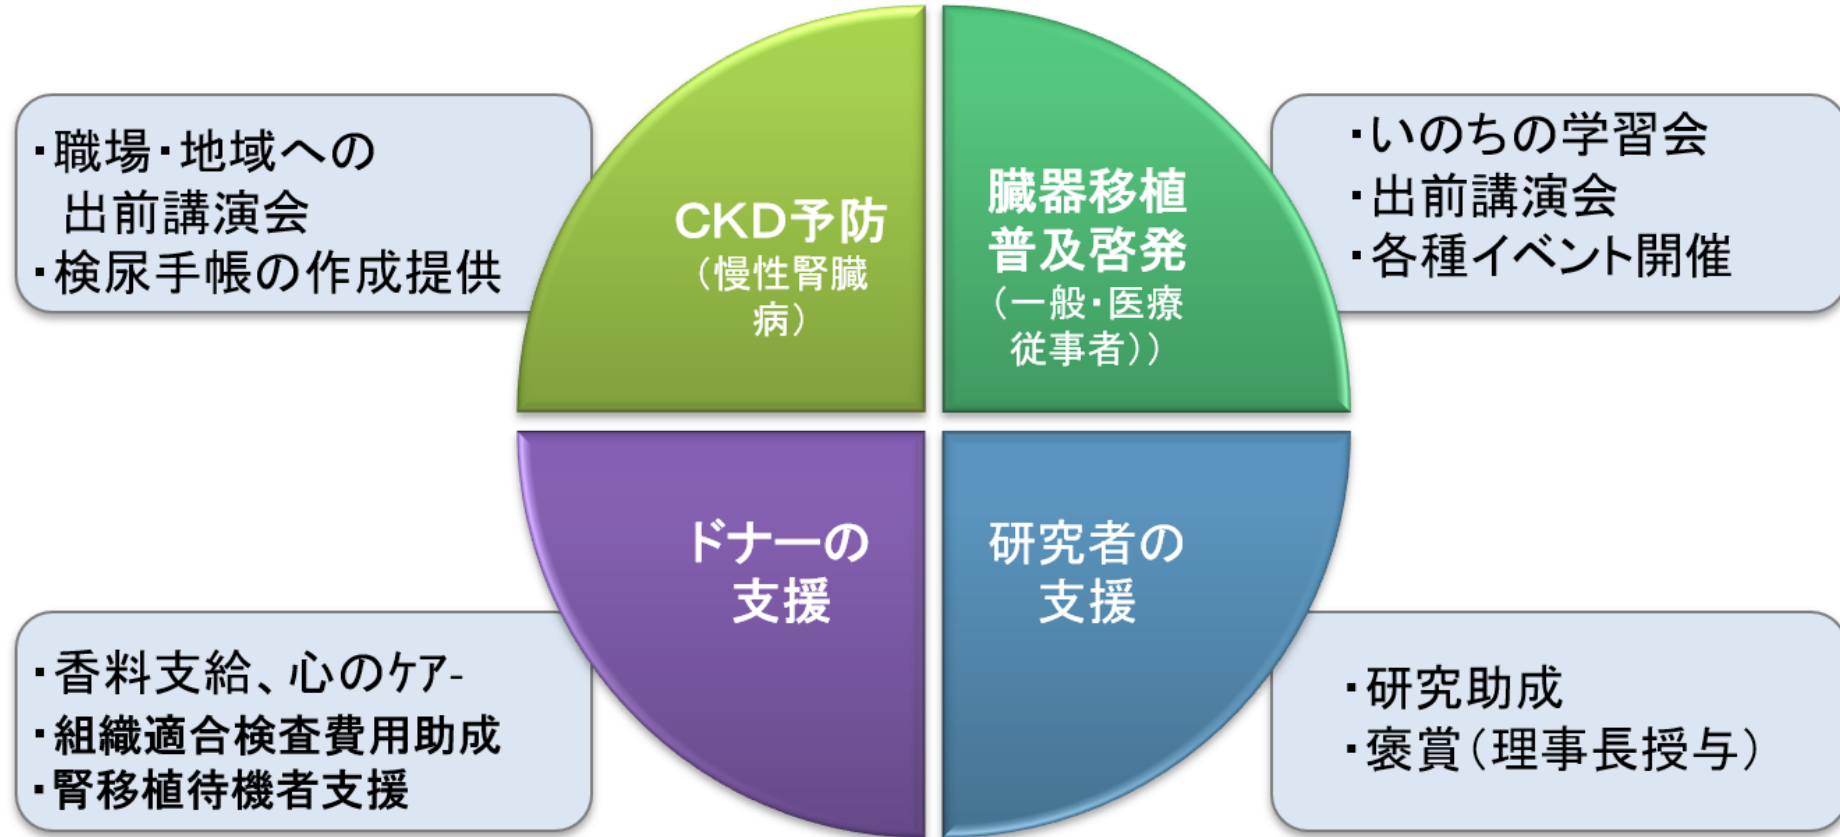 ・職場・地域への
出前講演会
・検尿手帳の作成提供
CKD予防
（慢性腎臓
病）
臓器移植
普及啓発
（一般・医療
従事者））
・いのちの学習会
・出前講演会
・各種イベント開催
・香料支給、心のｹｱ-
・組織適合検査費用助成
・腎移植待機者支援
ドナーの
支援
研究者の
支援
・研究助成
・褒賞（理事長授与）